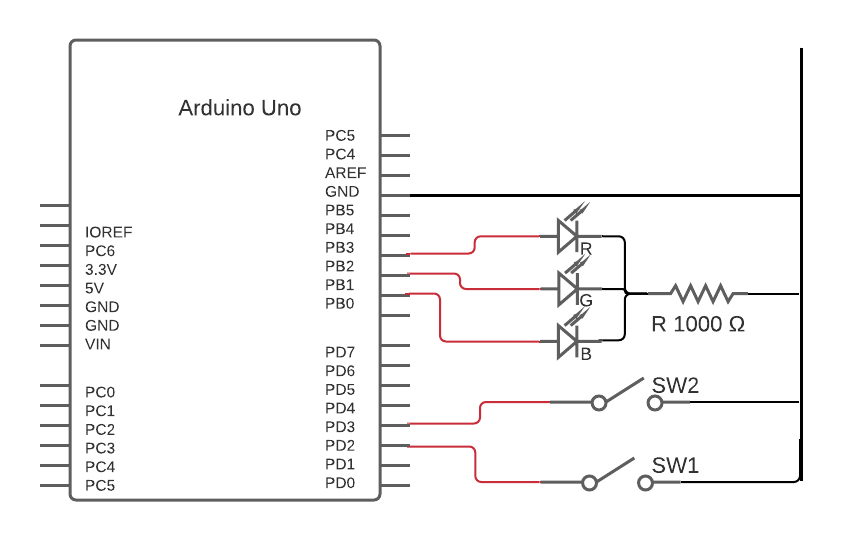 Arduino Uno
PC5
PC4
AREF
GND
PB5
PB4
PB3
PB2
PB1
PB0
PD7
PD6
PD5
PD4
PD3
PD2
PD1
PD0
IOREF
PC6
3.3V
5V
GND
GND
VIN
PC0
PC1
PC2
PC3
PC4
PC5
R
G
B
R 1000 Ω
SW2
SW1